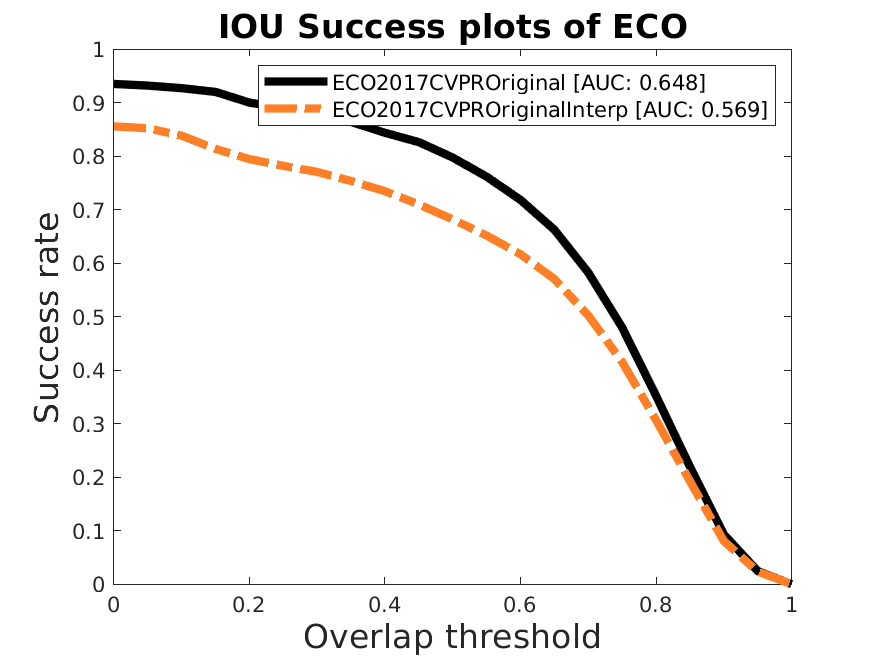 IOU Success plots of ECO
ECO2017CVPROriginal [AUC: 0.648]
ECO2017CVPROriginalInterp [AUC: 0.569]
Success rate
1
0.9
0.8
0.7
0.6
0.5
0.4
0.3
0.2
0.1
0
0 0.2 0.4 0.6 0.8 1
Overlap threshold